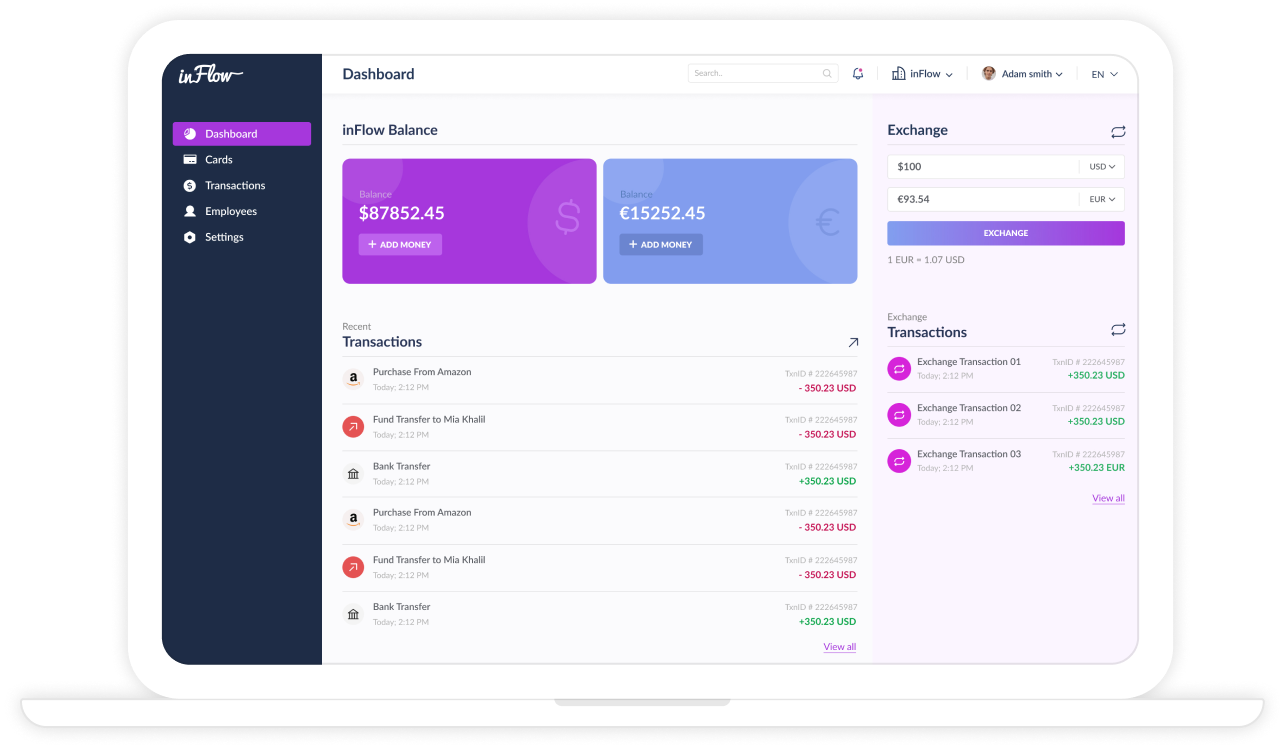 inFlow
Dashboard
Search..
inFlow
Adam smith
EN
Dashboard
Cards
Transactions
Employees
Settings
inFlow Balance
Balance
$87852.45
+ ADD MONEY
$
Balance
€15252.45
+ ADD MONEY
€
Recent
Transactions
Purchase From Amazon
Today; 2:12 PM
TxnID # 222645987
- 350.23 USD
Fund Transfer to Mia Khalil
Today; 2:12 PM
TxnID # 222645987
- 350.23 USD
Bank Transfer
Today; 2:12 PM
TxnID # 222645987
+350.23 USD
a
Purchase From Amazon
Today; 2:12 PM
TxnID # 222645987
- 350.23 USD
Fund Transfer to Mia Khalil
Today; 2:12 PM
TxnID # 222645987
- 350.23 USD
Bank Transfer
Today; 2:12 PM
TxnID # 222645987
+350.23 USD
View all
Exchange
$100
USD
€93.54
EUR
EXCHANGE
1 EUR = 1.07 USD
Exchange
Transactions
Exchange Transaction 01
Today; 2:12 PM
TxnID # 222645987
+350.23 USD
Exchange Transaction 02
Today; 2:12 PM
TxnID # 222645987
+350.23 USD
Exchange Transaction 03
Today; 2:12 PM
TxnID # 222645987
+350.23 EUR
View all